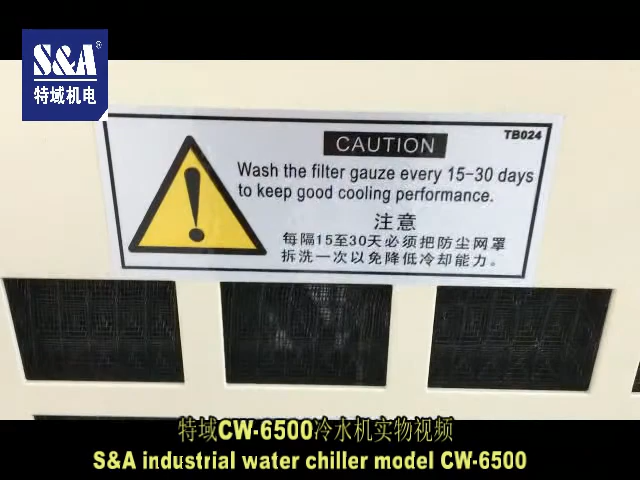 S&A®
特域机电
CAUTION
TB024
Wash the filter gauze every 15-30 days
to keep good cooling performance.
注意
每隔15至30天必须把防尘网罩
拆洗一次以免降低冷却能力。
特域CW-6500冷水机实物视频
S&A industrial water chiller model CW-6500